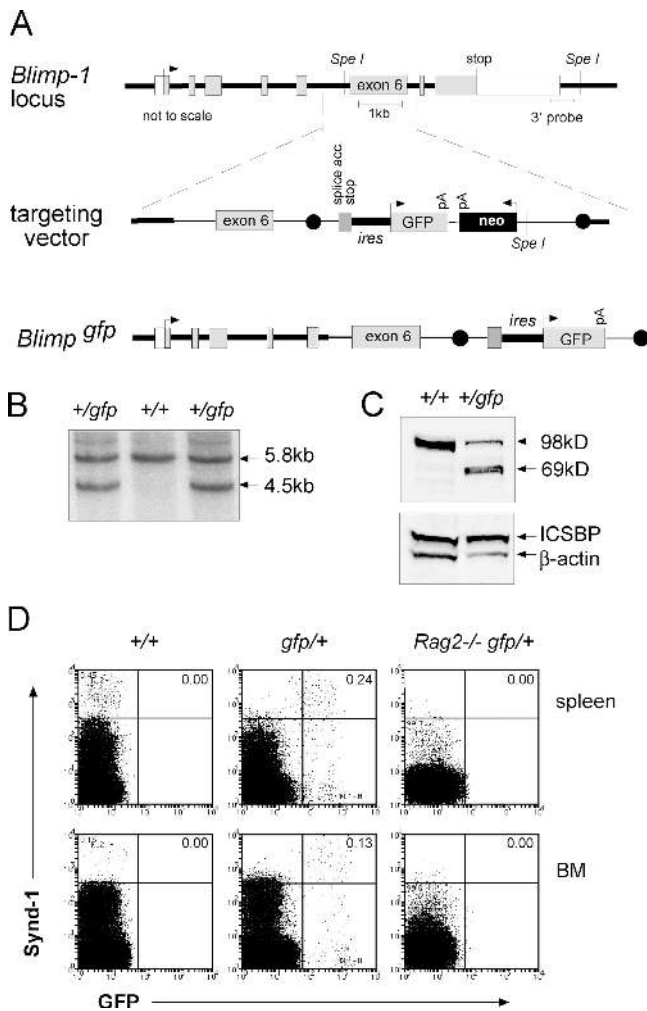 A
Spe I
stop
Spe I
Blimp-1
locus
exon 6
not to scale
1kb
3' probe
splice acc
stop
pA
pA
targeting
vector
exon 6
GFP
neo
ires
Spe I
Blimp gfp
exon 6
ires
GFP
pA
B
+/gfp +/+ +/gfp
5.8kb
4.5kb
C
+/+ +/gfp
98kD
69kD
ICSBP
β-actin
D
+/+ gfp/+ Rag2-/- gfp/+
0.00 0.24 0.00
spleen
0.00 0.13 0.00
BM
Synd-1
GFP